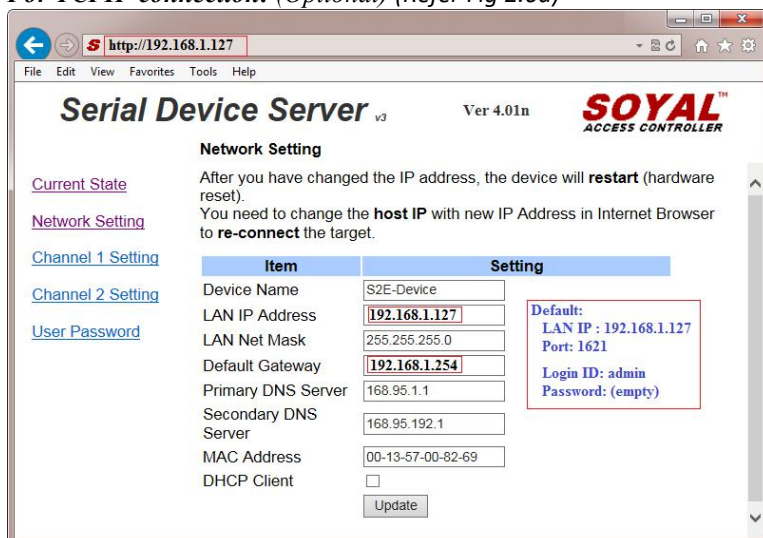 For TCPIP connection: (Optional) (Refer Fig 2.0a)
S http://192.168.1.127
File Edit View Favorites Tools Help
Serial Device Server v3
Ver 4.01n
SOYAL™
ACCESS CONTROLLER
Network Setting
Current State
Network Setting
Channel 1 Setting
Channel 2 Setting
User Password
After you have changed the IP address, the device will restart (hardware
reset).
You need to change the host IP with new IP Address in Internet Browser
to re-connect the target.
Item Setting
Device Name S2E-Device
LAN IP Address 192.168.1.127
LAN Net Mask 255.255.255.0
Default Gateway 192.168.1.254
Primary DNS Server 168.95.1.1
Secondary DNS
Server 168.95.192.1
MAC Address 00-13-57-00-82-69
DHCP Client
Update
Default:
LAN IP : 192.168.1.127
Port: 1621
Login ID: admin
Password: (empty)